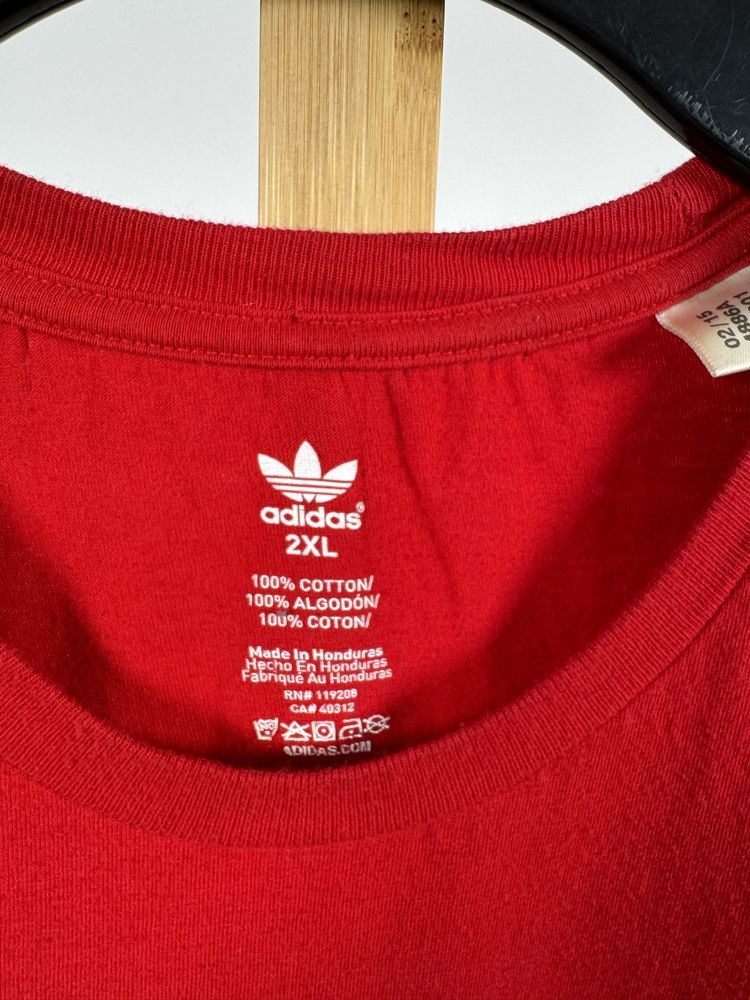 adidas®
2XL
100% COTTON/
100% ALGODÓN/
100% COTON/
Made In Honduras
Hecho En Honduras
Fabriqué Au Honduras
RN# 119208
CA# 40312
ADIDAS.COM
02/15